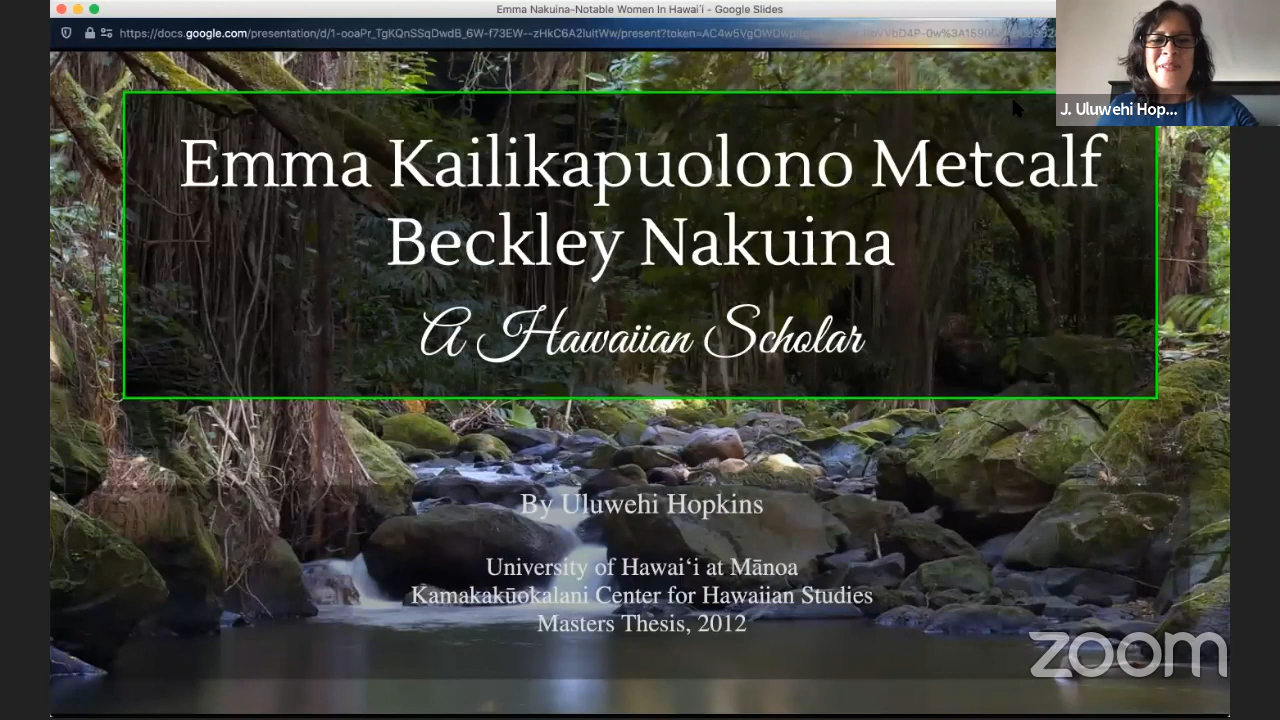 Emma Nakuina-Notable Women In Hawai'i - Google Slides
J. Uluwehi Hop...
Emma Kailikapuolono Metcalf
Beckley Nakuina
A Hawaiian Scholar
By Uluwehi Hopkins
University of Hawaiʻi at Mānoa
Kamakakūokalani Center for Hawaiian Studies
Masters Thesis, 2012
zoom